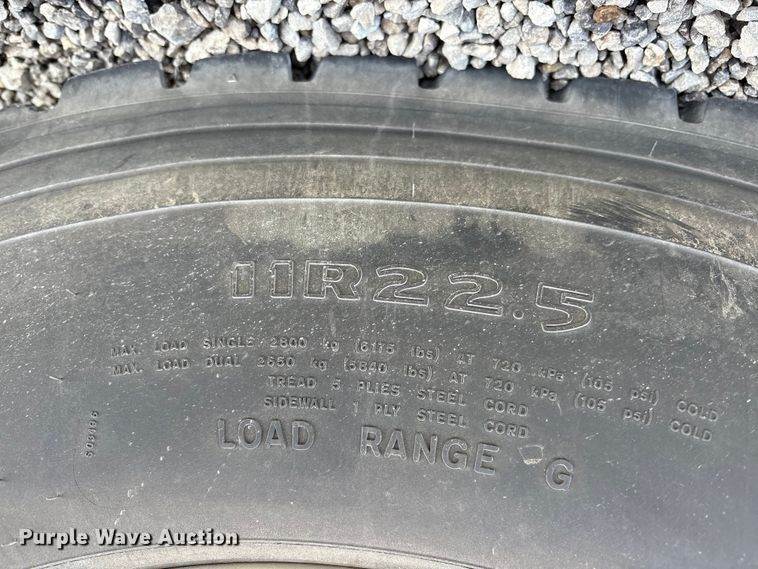 11R22.5
MAX. LOAD SINGLE 2800 kg (6175 lbs) AT 720 kPa (105 psi) COLD
MAX. LOAD DUAL 2650 kg (5840 lbs) AT 720 kPa (105 psi) COLD
TREAD 5 PLIES STEEL CORD
SIDEWALL 1 PLY STEEL CORD
LOAD RANGE G
Purple Wave Auction